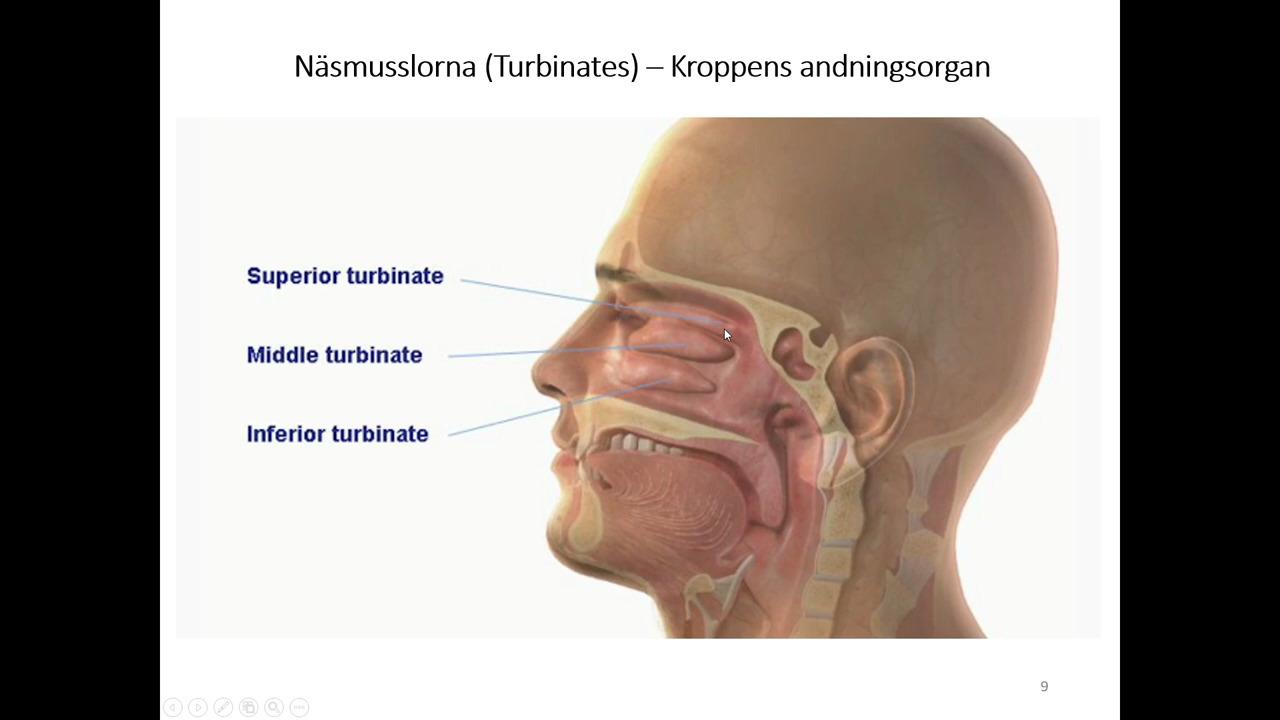 Näsmusslorna (Turbinates) – Kroppens andningsorgan
Superior turbinate
Middle turbinate
Inferior turbinate
9